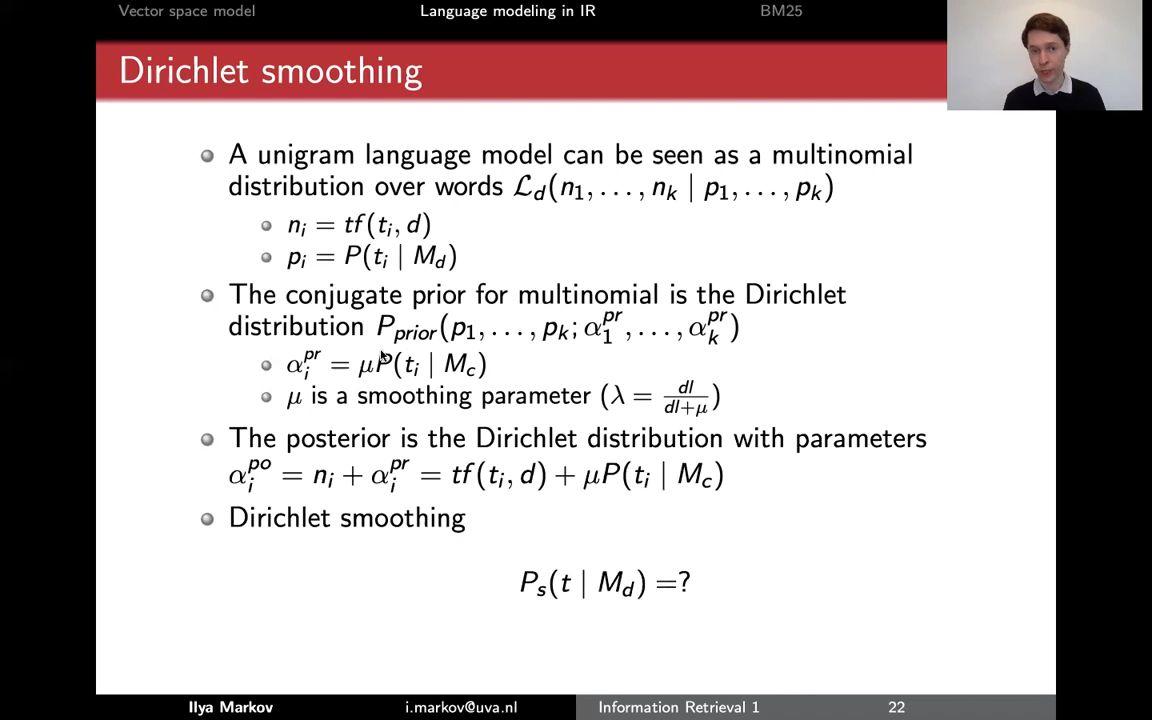 Vector space model Language modeling in IR BM25
Dirichlet smoothing
A unigram language model can be seen as a multinomial
distribution over words ℒ_d(n_1, . . . , n_k | p_1, . . . , p_k)
n_i = tf(t_i, d)
p_i = P(t_i | M_d)
The conjugate prior for multinomial is the Dirichlet
distribution P_prior(p_1, . . . , p_k; α_1^pr, . . . , α_k^pr)
α_i^pr = μP(t_i | M_c)
μ is a smoothing parameter (λ = dl/(dl+μ))
The posterior is the Dirichlet distribution with parameters
α_i^po = n_i + α_i^pr = tf(t_i, d) + μP(t_i | M_c)
Dirichlet smoothing
P_s(t | M_d) =?
Ilya Markov i.markov@uva.nl Information Retrieval 1 22